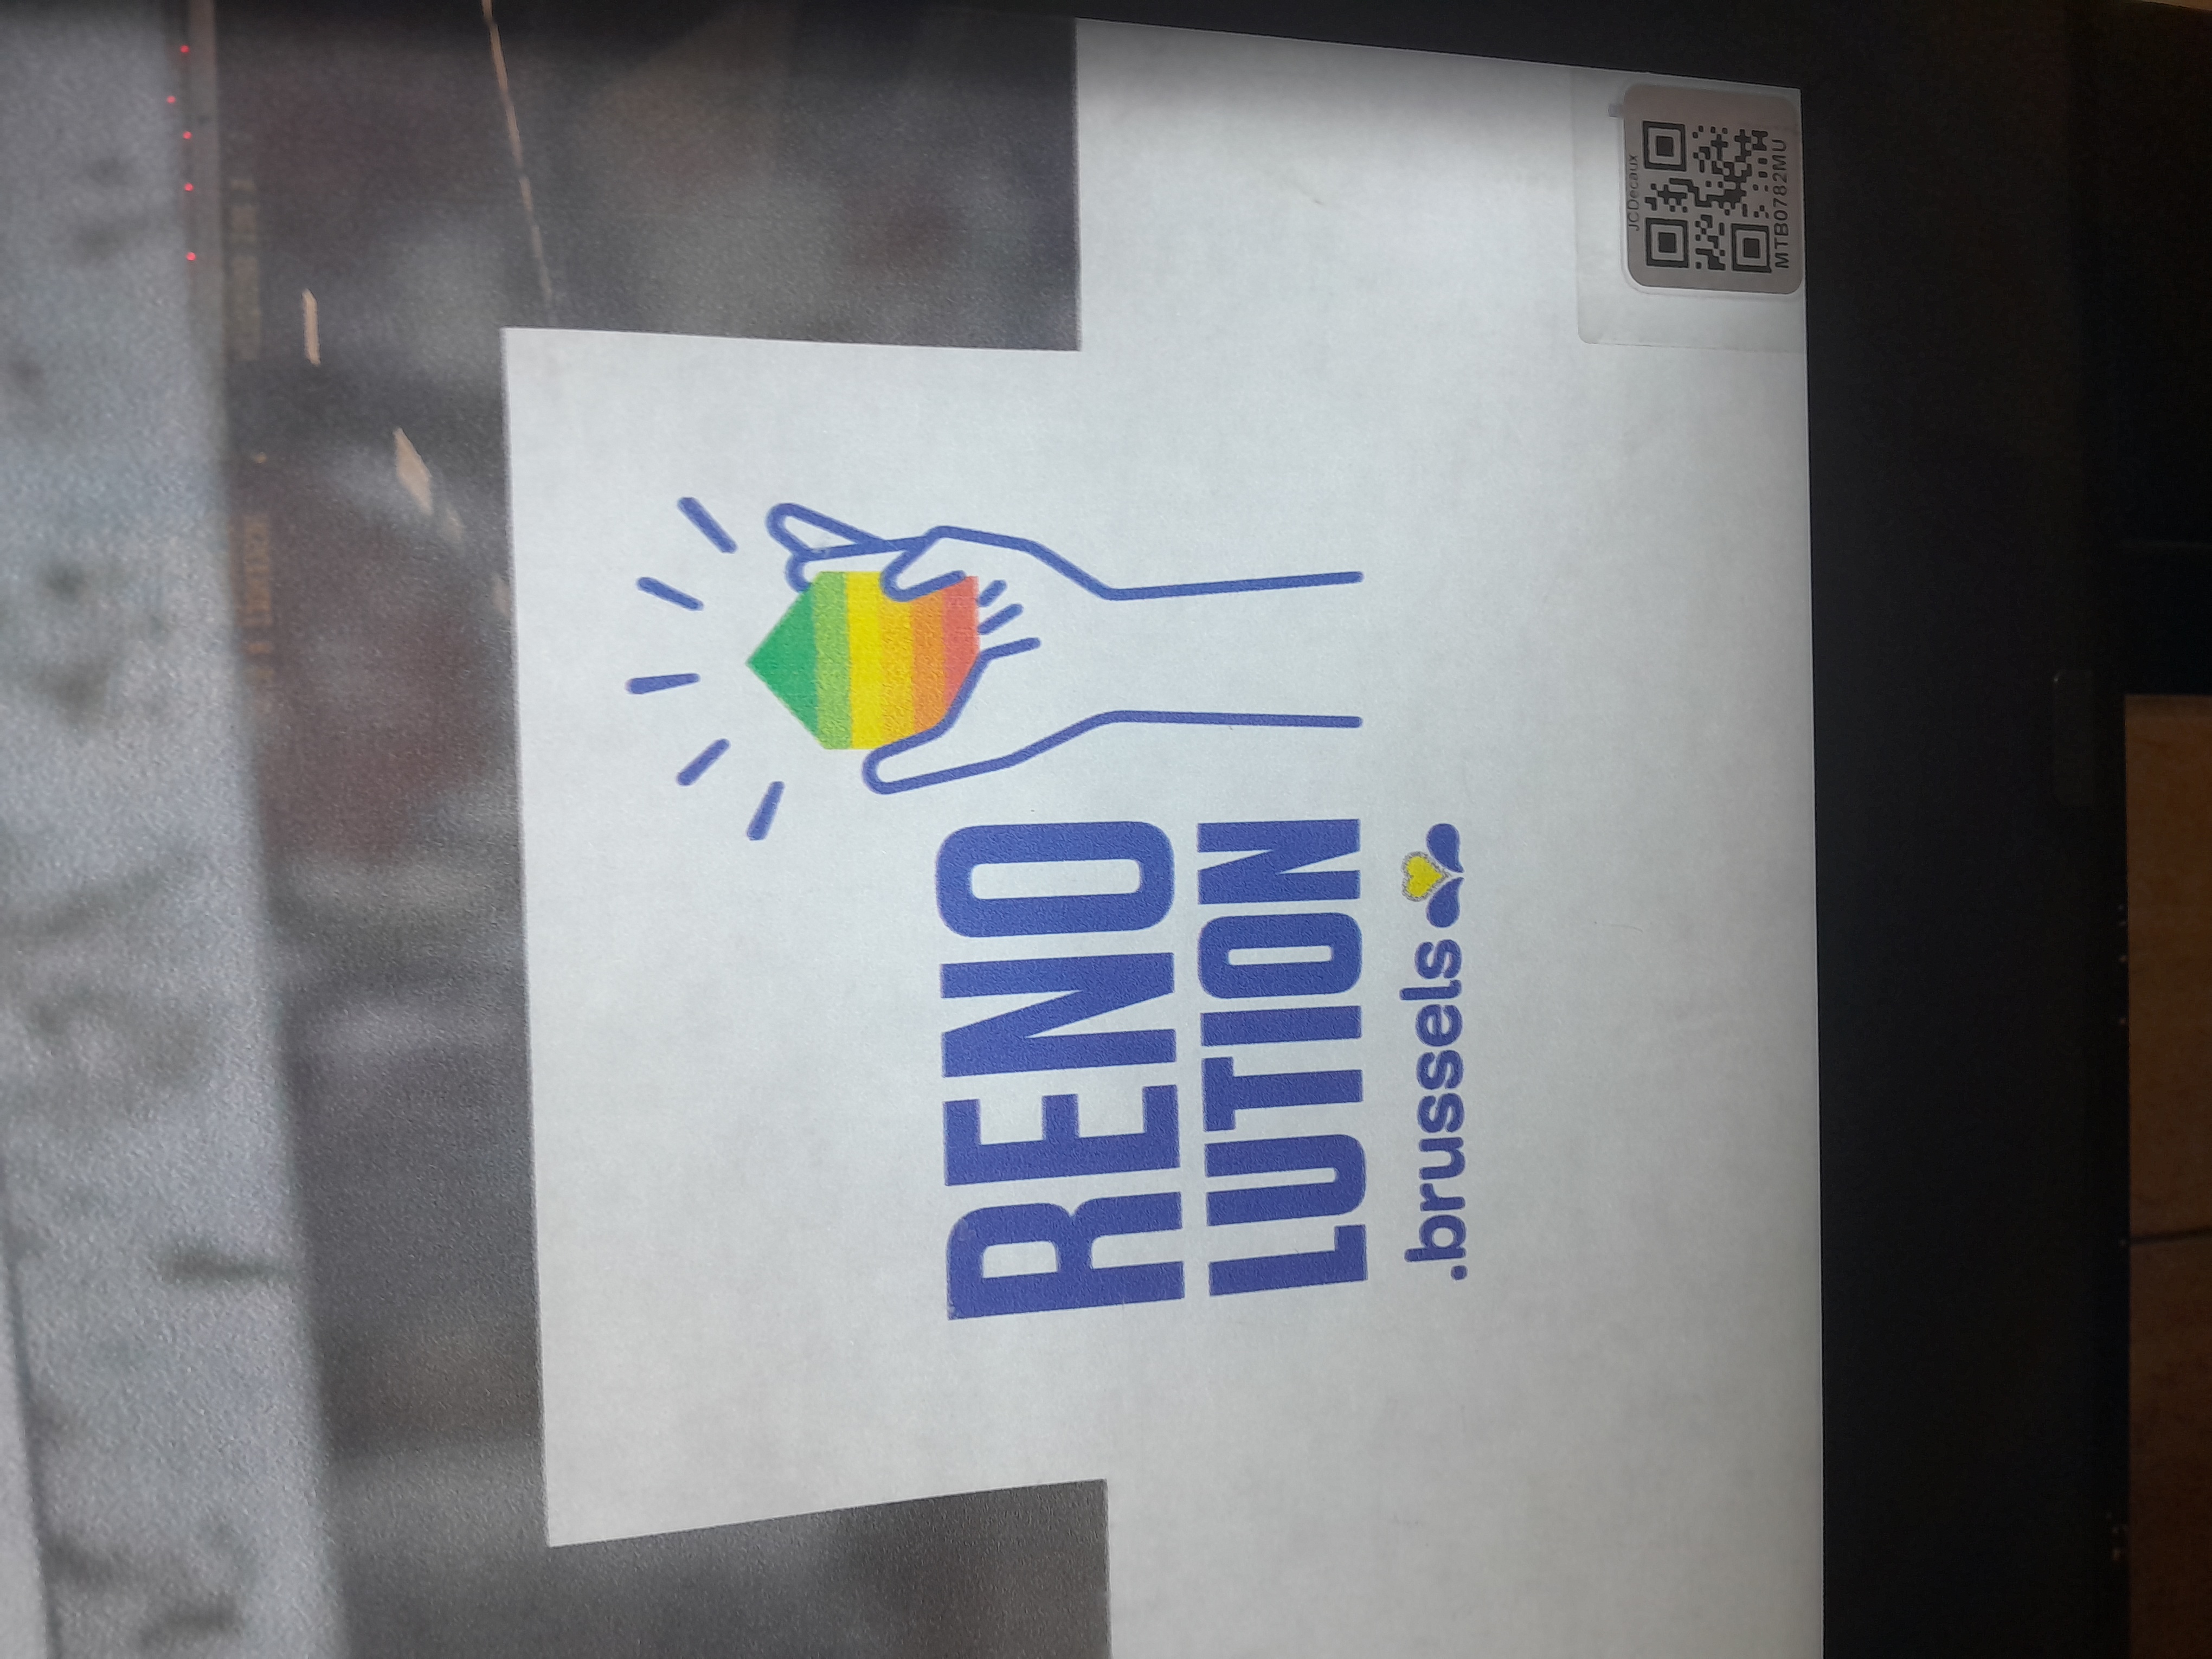 RENO
LUTION
.brussels
JCDecaux
MTB0782MU